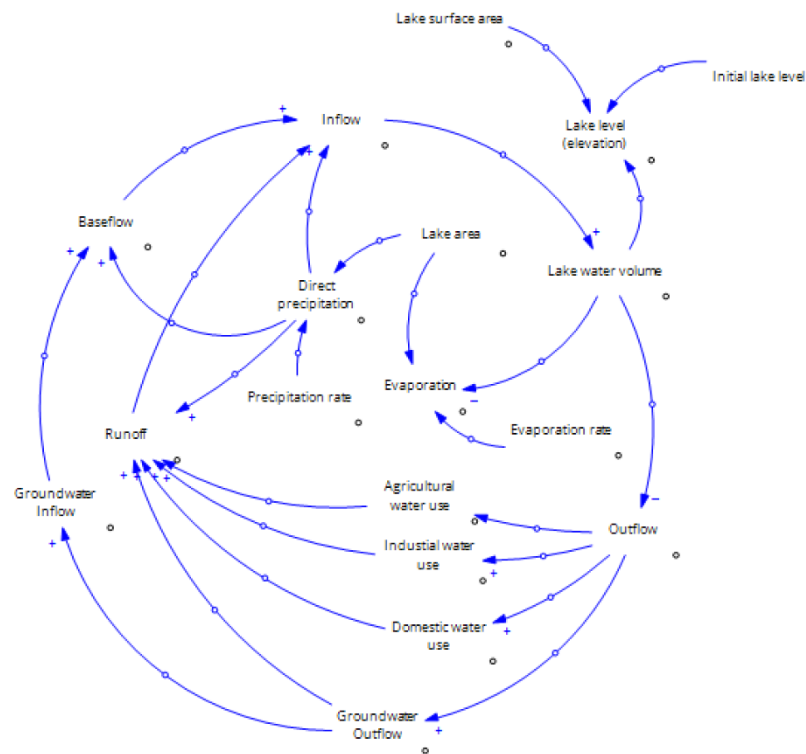 Lake surface area
Initial lake level
Inflow
Lake level
(elevation)
Baseflow
Lake area
Lake water volume
Direct
precipitation
Precipitation rate
Evaporation
Evaporation rate
Runoff
Groundwater
Inflow
Agricultural
water use
Outflow
Industial water
use
Domestic water
use
Groundwater
Outflow